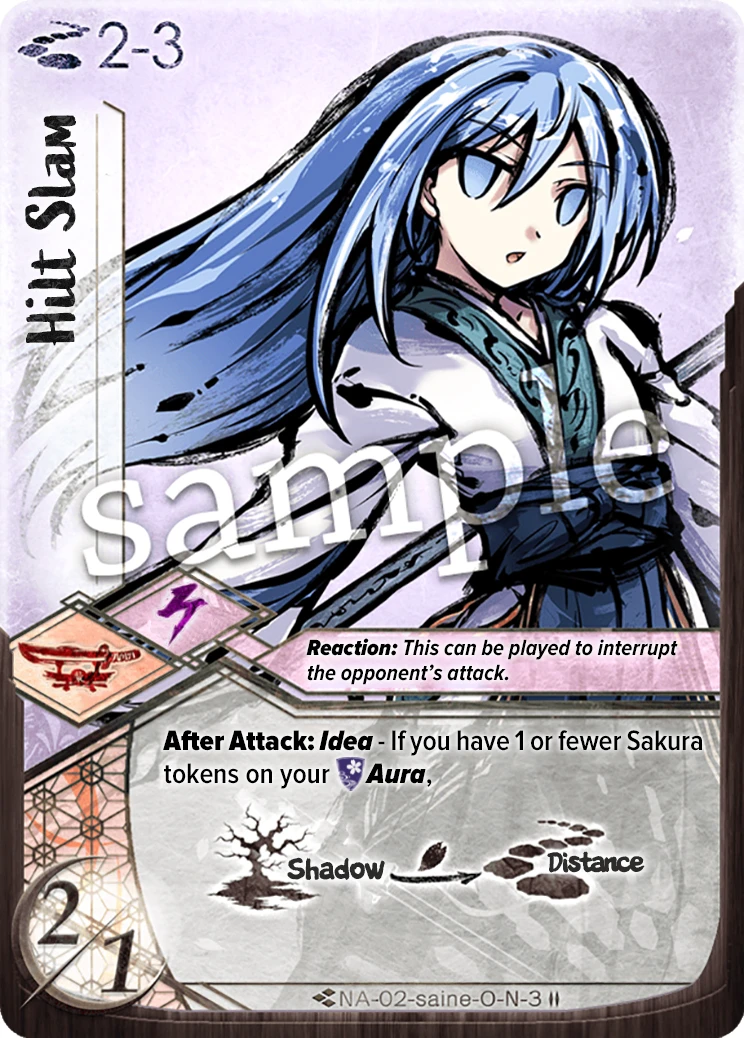 2-3
Hilt Slam
sample
Reaction: This can be played to interrupt
the opponent's attack.
After Attack: Idea - If you have 1 or fewer Sakura
tokens on your Aura,
Shadow
Distance
2/1
NA-02-saine-O-N-3 II